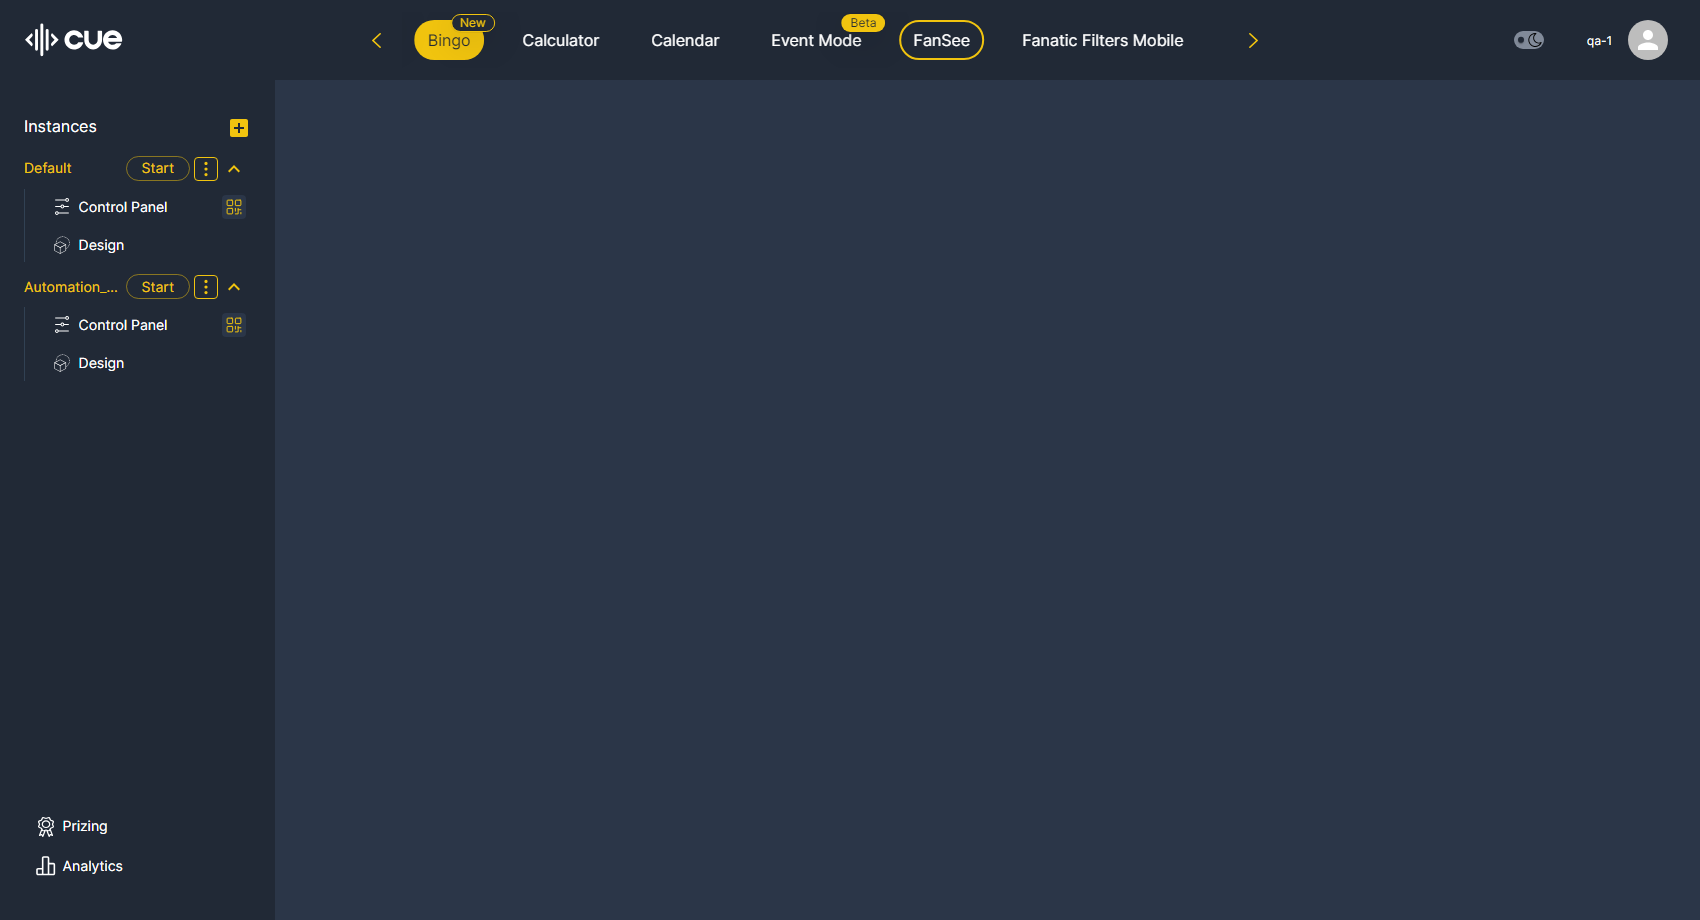 cue
New
Bingo
Calculator
Calendar
Beta
Event Mode
FanSee
Fanatic Filters Mobile
qa-1
Instances
Default
Start
Control Panel
Design
Automation_...
Start
Control Panel
Design
Prizing
Analytics